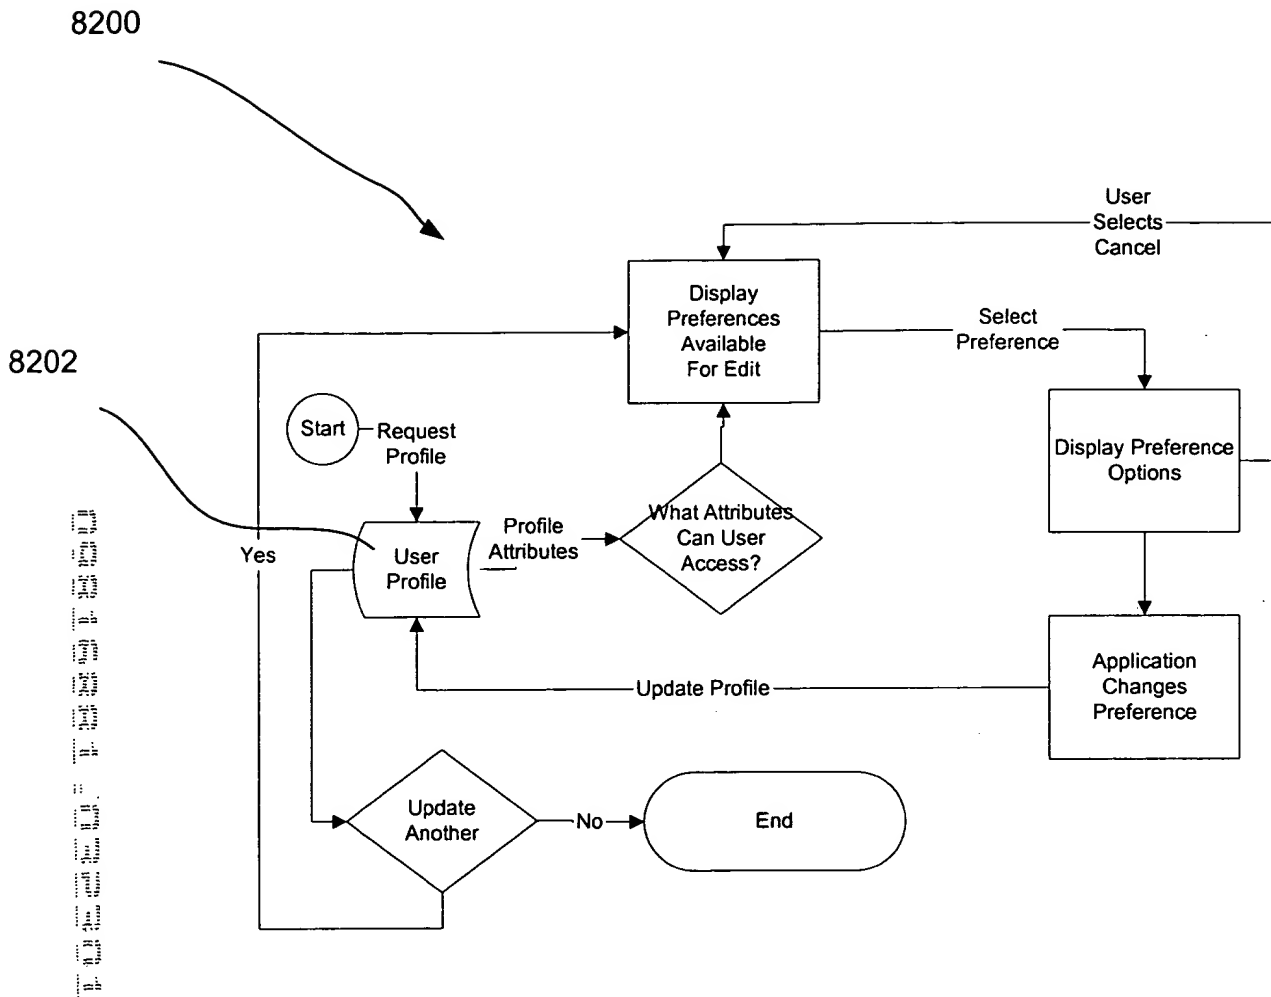 8200
User
Selects
Cancel
Display
Preferences
Available
For Edit
Select
Preference
8202
Start
Request
Profile
Display Preference
Options
What Attributes
Can User
Access?
Profile
Attributes
User
Profile
Yes
Application
Changes
Preference
Update Profile
Update
Another
No
End